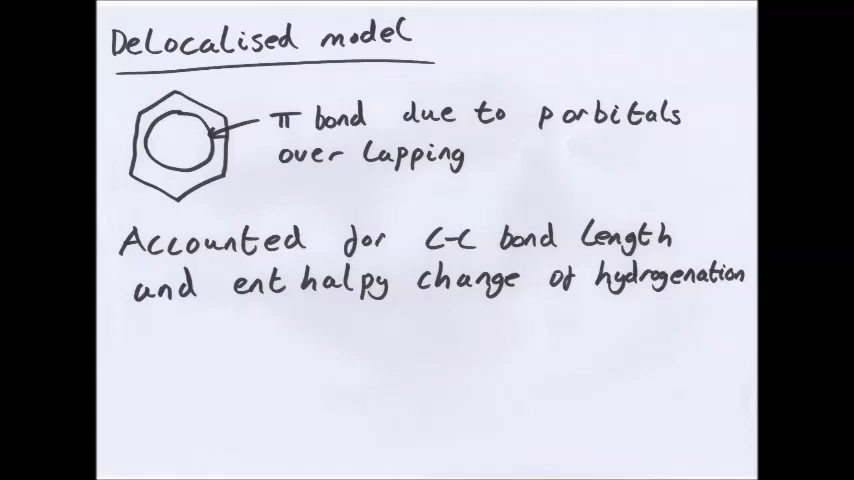 Delocalised model
π bond due to p orbitals
over lapping
Accounted for C-C bond length
and enthalpy change of hydrogenation